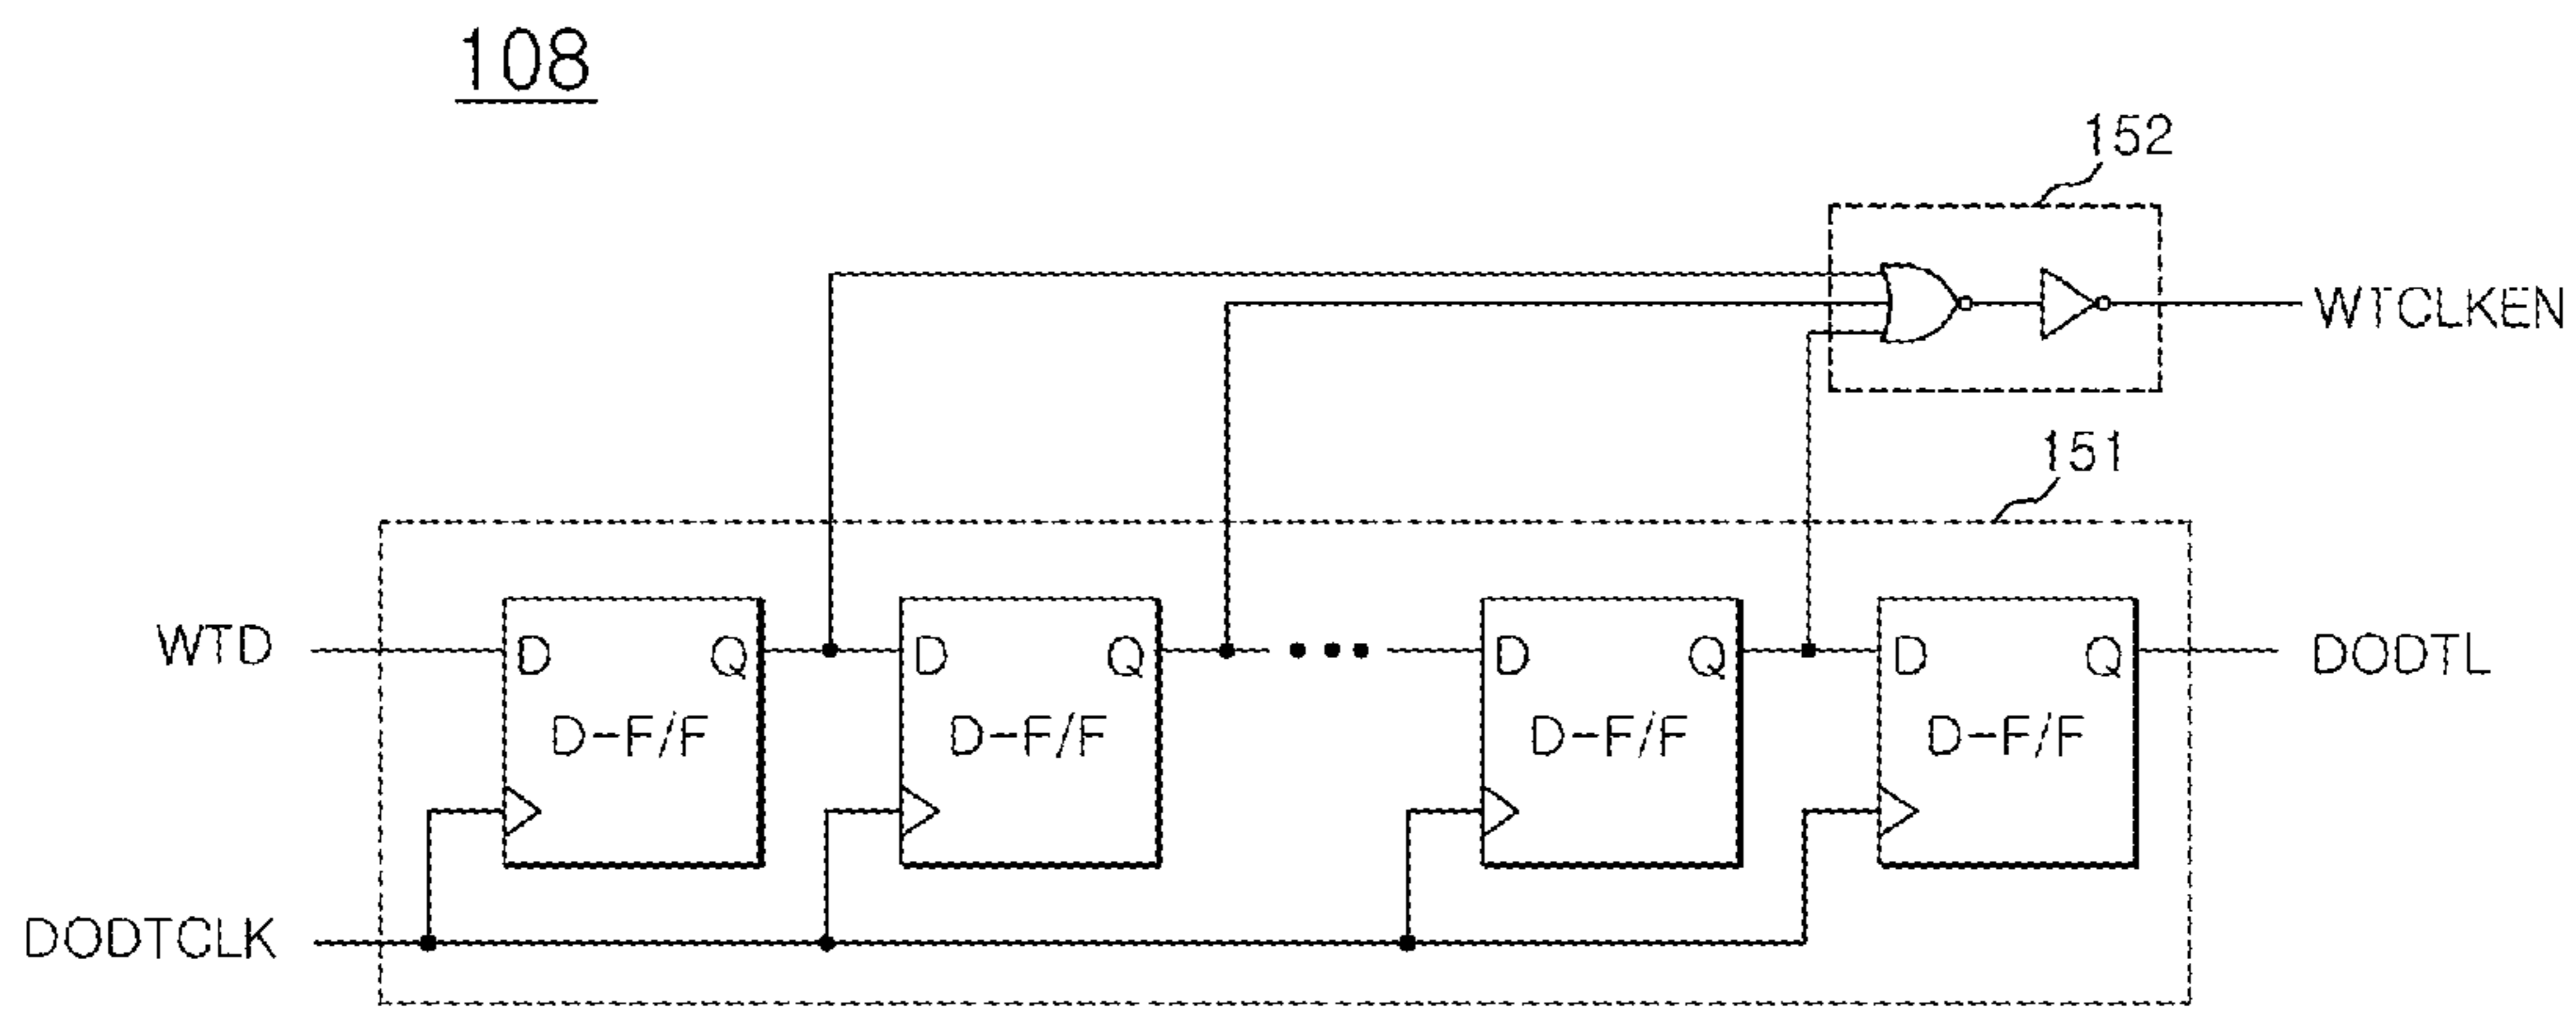 108
152
WTCLKEN
151
WTD D Q D Q D Q D Q DODTL
D-F/F D-F/F D-F/F D-F/F
DODTCLK